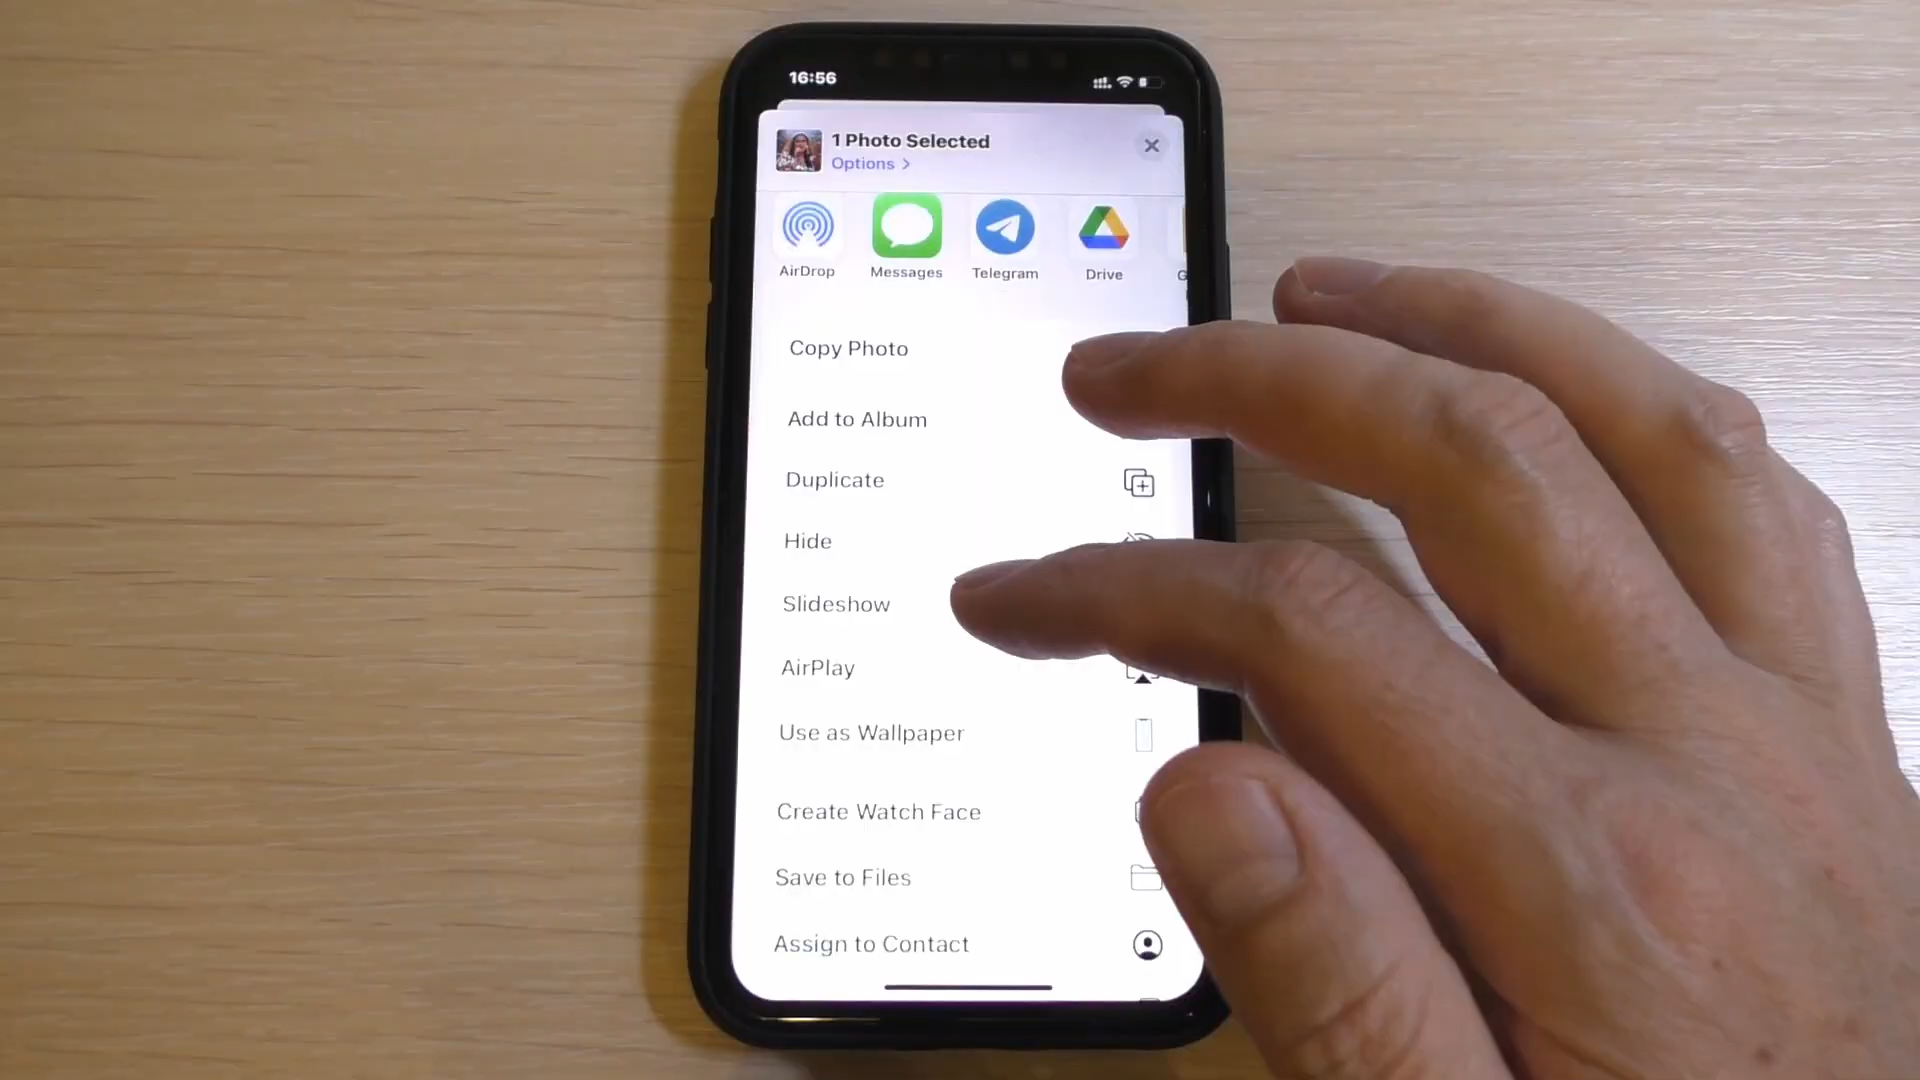 16:56
1 Photo Selected
Options >
AirDrop
Messages
Telegram
Drive
Copy Photo
Add to Album
Duplicate
Hide
Slideshow
AirPlay
Use as Wallpaper
Create Watch Face
Save to Files
Assign to Contact